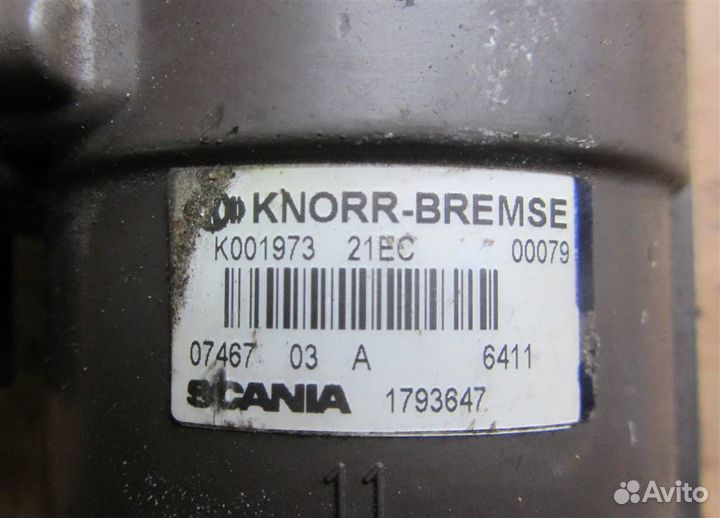 KNORR-BREMSE
K001973 21EC 00079
07467 03 A 6411
SCANIA 1793647
11
Avito